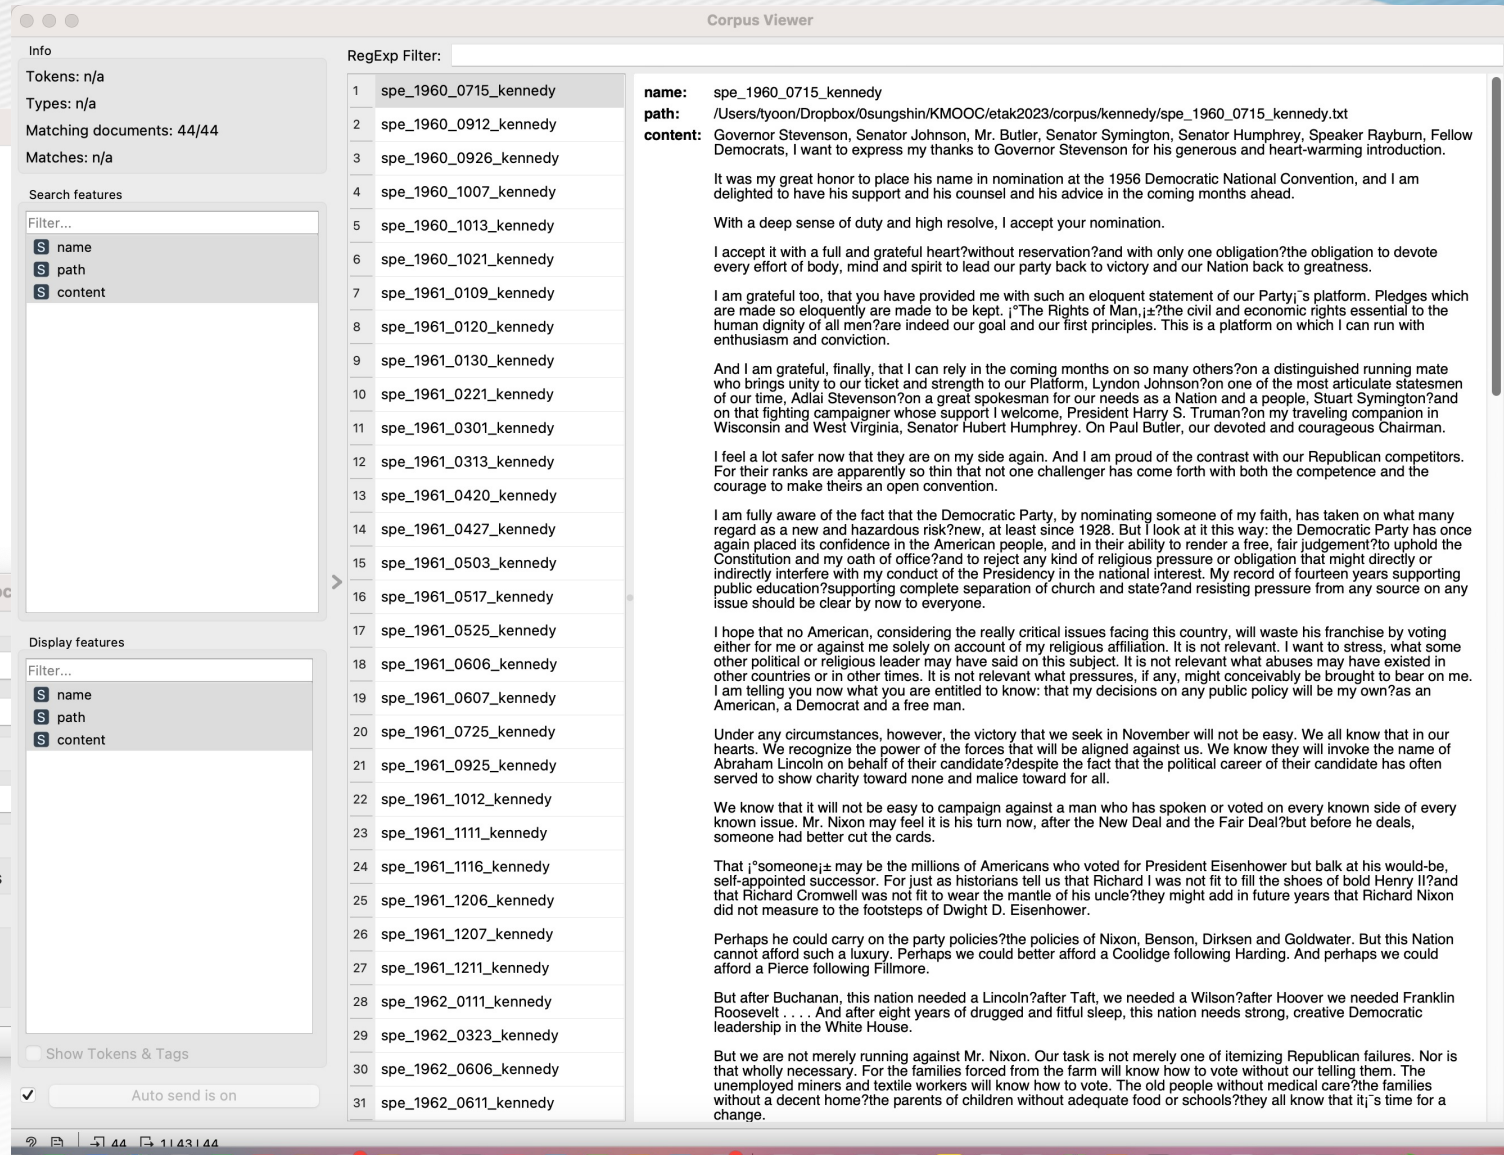 Corpus Viewer
Info
Tokens: n/a
Types: n/a
Matching documents: 44/44
Matches: n/a
Search features
Filter...
S name
S path
S content
Display features
Filter...
S name
S path
S content
Show Tokens & Tags
Auto send is on
RegExp Filter:
1 spe_1960_0715_kennedy
2 spe_1960_0912_kennedy
3 spe_1960_0926_kennedy
4 spe_1960_1007_kennedy
5 spe_1960_1013_kennedy
6 spe_1960_1021_kennedy
7 spe_1961_0109_kennedy
8 spe_1961_0120_kennedy
9 spe_1961_0130_kennedy
10 spe_1961_0221_kennedy
11 spe_1961_0301_kennedy
12 spe_1961_0313_kennedy
13 spe_1961_0420_kennedy
14 spe_1961_0427_kennedy
15 spe_1961_0503_kennedy
16 spe_1961_0517_kennedy
17 spe_1961_0525_kennedy
18 spe_1961_0606_kennedy
19 spe_1961_0607_kennedy
20 spe_1961_0725_kennedy
21 spe_1961_0925_kennedy
22 spe_1961_1012_kennedy
23 spe_1961_1111_kennedy
24 spe_1961_1116_kennedy
25 spe_1961_1206_kennedy
26 spe_1961_1207_kennedy
27 spe_1961_1211_kennedy
28 spe_1962_0111_kennedy
29 spe_1962_0323_kennedy
30 spe_1962_0606_kennedy
31 spe_1962_0611_kennedy
name: spe_1960_0715_kennedy
path: /Users/tyoon/Dropbox/0sungshin/KMOOC/etak2023/corpus/kennedy/spe_1960_0715_kennedy.txt
content: Governor Stevenson, Senator Johnson, Mr. Butler, Senator Symington, Senator Humphrey, Speaker Rayburn, Fellow
Democrats, I want to express my thanks to Governor Stevenson for his generous and heart-warming introduction.
It was my great honor to place his name in nomination at the 1956 Democratic National Convention, and I am
delighted to have his support and his counsel and his advice in the coming months ahead.
With a deep sense of duty and high resolve, I accept your nomination.
I accept it with a full and grateful heart?without reservation?and with only one obligation?the obligation to devote
every effort of body, mind and spirit to lead our party back to victory and our Nation back to greatness.
I am grateful too, that you have provided me with such an eloquent statement of our Party¡¯s platform. Pledges which
are made so eloquently are made to be kept. ¡°The Rights of Man,¡±?the civil and economic rights essential to the
human dignity of all men?are indeed our goal and our first principles. This is a platform on which I can run with
enthusiasm and conviction.
And I am grateful, finally, that I can rely in the coming months on so many others?on a distinguished running mate
who brings unity to our ticket and strength to our Platform, Lyndon Johnson?on one of the most articulate statesmen
of our time, Adlai Stevenson?on a great spokesman for our needs as a Nation and a people, Stuart Symington?and
on that fighting campaigner whose support I welcome, President Harry S. Truman?on my traveling companion in
Wisconsin and West Virginia, Senator Hubert Humphrey. On Paul Butler, our devoted and courageous Chairman.
I feel a lot safer now that they are on my side again. And I am proud of the contrast with our Republican competitors.
For their ranks are apparently so thin that not one challenger has come forth with both the competence and the
courage to make theirs an open convention.
I am fully aware of the fact that the Democratic Party, by nominating someone of my faith, has taken on what many
regard as a new and hazardous risk?new, at least since 1928. But I look at it this way: the Democratic Party has once
again placed its confidence in the American people, and in their ability to render a free, fair judgement?to uphold the
Constitution and my oath of office?and to reject any kind of religious pressure or obligation that might directly or
indirectly interfere with my conduct of the Presidency in the national interest. My record of fourteen years supporting
public education?supporting complete separation of church and state?and resisting pressure from any source on any
issue should be clear by now to everyone.
I hope that no American, considering the really critical issues facing this country, will waste his franchise by voting
either for me or against me solely on account of my religious affiliation. It is not relevant. I want to stress, what some
other political or religious leader may have said on this subject. It is not relevant what abuses may have existed in
other countries or in other times. It is not relevant what pressures, if any, might conceivably be brought to bear on me.
I am telling you now what you are entitled to know: that my decisions on any public policy will be my own?as an
American, a Democrat and a free man.
Under any circumstances, however, the victory that we seek in November will not be easy. We all know that in our
hearts. We recognize the power of the forces that will be aligned against us. We know they will invoke the name of
Abraham Lincoln on behalf of their candidate?despite the fact that the political career of their candidate has often
served to show charity toward none and malice toward for all.
We know that it will not be easy to campaign against a man who has spoken or voted on every known side of every
known issue. Mr. Nixon may feel it is his turn now, after the New Deal and the Fair Deal?but before he deals,
someone had better cut the cards.
That ¡°someone¡± may be the millions of Americans who voted for President Eisenhower but balk at his would-be,
self-appointed successor. For just as historians tell us that Richard I was not fit to fill the shoes of bold Henry II?and
that Richard Cromwell was not fit to wear the mantle of his uncle?they might add in future years that Richard Nixon
did not measure to the footsteps of Dwight D. Eisenhower.
Perhaps he could carry on the party policies?the policies of Nixon, Benson, Dirksen and Goldwater. But this Nation
cannot afford such a luxury. Perhaps we could better afford a Coolidge following Harding. And perhaps we could
afford a Pierce following Fillmore.
But after Buchanan, this nation needed a Lincoln?after Taft, we needed a Wilson?after Hoover we needed Franklin
Roosevelt . . . . And after eight years of drugged and fitful sleep, this nation needs strong, creative Democratic
leadership in the White House.
But we are not merely running against Mr. Nixon. Our task is not merely one of itemizing Republican failures. Nor is
that wholly necessary. For the families forced from the farm will know how to vote without our telling them. The
unemployed miners and textile workers will know how to vote. The old people without medical care?the families
without a decent home?the parents of children without adequate food or schools?they all know that it¡¯s time for a
change.
44 1|43|44